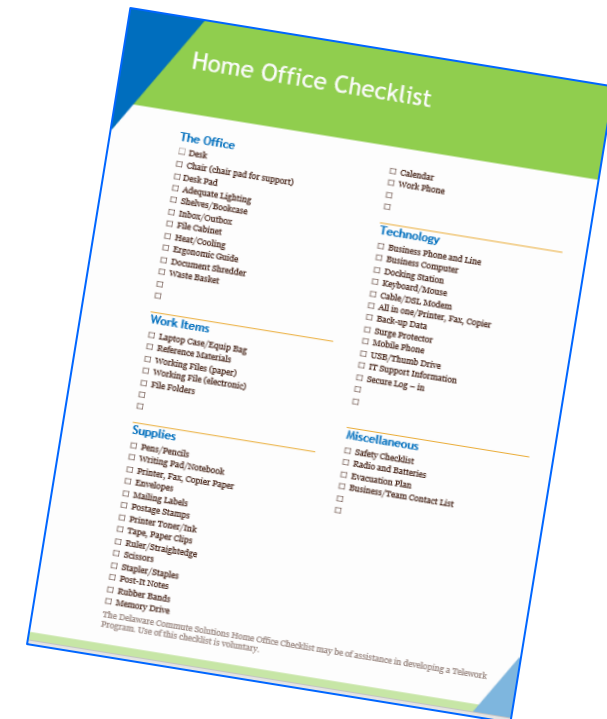 Home Office Checklist
The Office
☐ Desk
☐ Chair (chair pad for support)
☐ Desk Pad
☐ Adequate Lighting
☐ Shelves/Bookcase
☐ Inbox/Outbox
☐ File Cabinet
☐ Heat/Cooling
☐ Ergonomic Guide
☐ Document Shredder
☐ Waste Basket
☐
☐
Work Items
☐ Laptop Case/Equip Bag
☐ Reference Materials
☐ Working Files (paper)
☐ Working File (electronic)
☐ File Folders
☐
☐
Supplies
☐ Pens/Pencils
☐ Writing Pad/Notebook
☐ Printer, Fax, Copier Paper
☐ Envelopes
☐ Mailing Labels
☐ Postage Stamps
☐ Printer Toner/Ink
☐ Tape, Paper Clips
☐ Ruler/Straightedge
☐ Scissors
☐ Stapler/Staples
☐ Post-It Notes
☐ Rubber Bands
☐ Memory Drive
☐ Calendar
☐ Work Phone
☐
☐
Technology
☐ Business Phone and Line
☐ Business Computer
☐ Docking Station
☐ Keyboard/Mouse
☐ Cable/DSL Modem
☐ All in one/Printer, Fax, Copier
☐ Back-up Data
☐ Surge Protector
☐ Mobile Phone
☐ USB/Thumb Drive
☐ IT Support Information
☐ Secure Log – in
☐
☐
Miscellaneous
☐ Safety Checklist
☐ Radio and Batteries
☐ Evacuation Plan
☐ Business/Team Contact List
☐
☐
The Delaware Commute Solutions Home Office Checklist may be of assistance in developing a Telework
Program. Use of this checklist is voluntary.